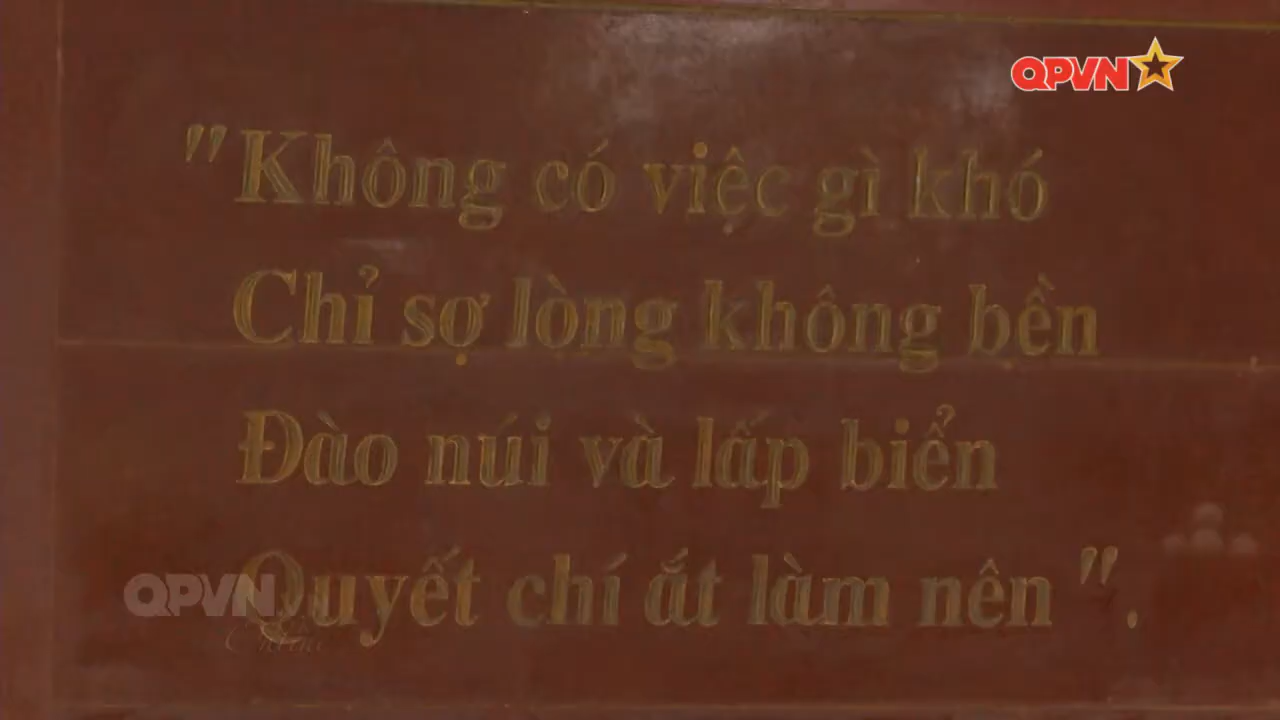 QPVN
"Không có việc gì khó
Chỉ sợ lòng không bền
Đào núi và lấp biển
Quyết chí ắt làm nên".
QPVN